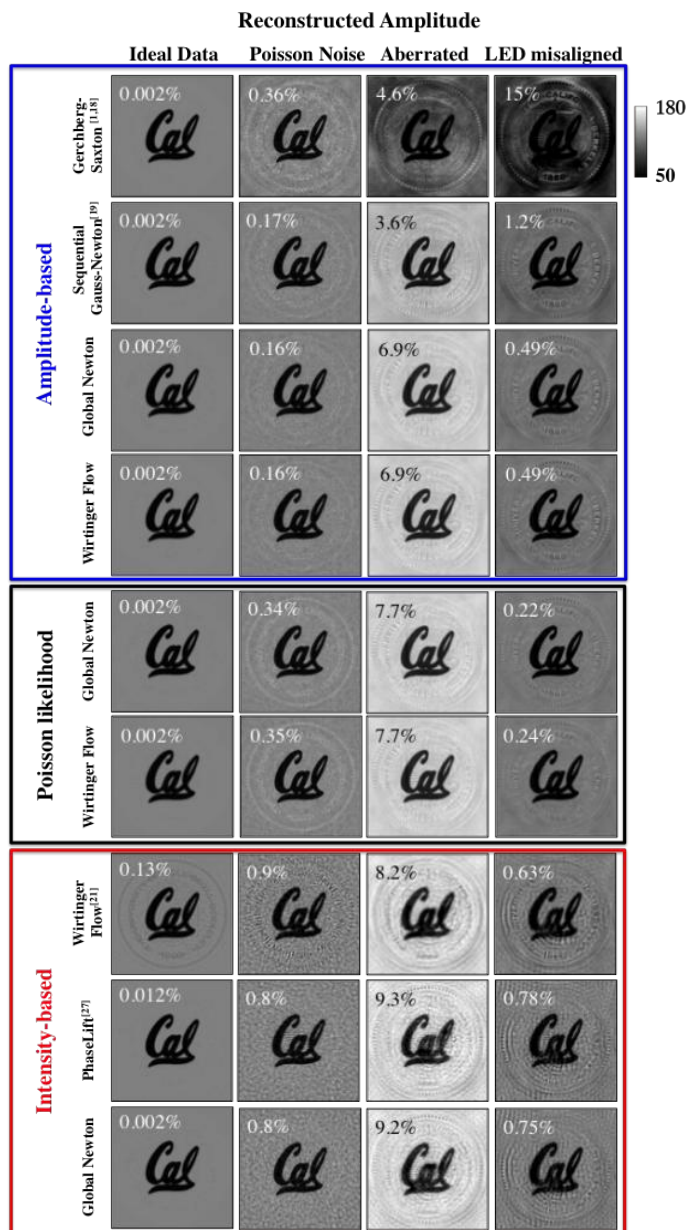 Reconstructed Amplitude
Ideal Data Poisson Noise Aberrated LED misaligned
Amplitude-based
Gerchberg-
Saxton [1,18]
0.002% 0.36% 4.6% 15%
Cal Cal Cal Cal
180
50
Sequential
Gauss-Newton[19]
0.002% 0.17% 3.6% 1.2%
Cal Cal Cal Cal
Global Newton
0.002% 0.16% 6.9% 0.49%
Cal Cal Cal Cal
Wirtinger Flow
0.002% 0.16% 6.9% 0.49%
Cal Cal Cal Cal
Poisson likelihood
Global Newton
0.002% 0.34% 7.7% 0.22%
Cal Cal Cal Cal
Wirtinger Flow
0.002% 0.35% 7.7% 0.24%
Cal Cal Cal Cal
Intensity-based
Wirtinger
Flow[21]
0.13% 0.9% 8.2% 0.63%
Cal Cal Cal Cal
PhaseLift[27]
0.012% 0.8% 9.3% 0.78%
Cal Cal Cal Cal
Global Newton
0.002% 0.8% 9.2% 0.75%
Cal Cal Cal Cal